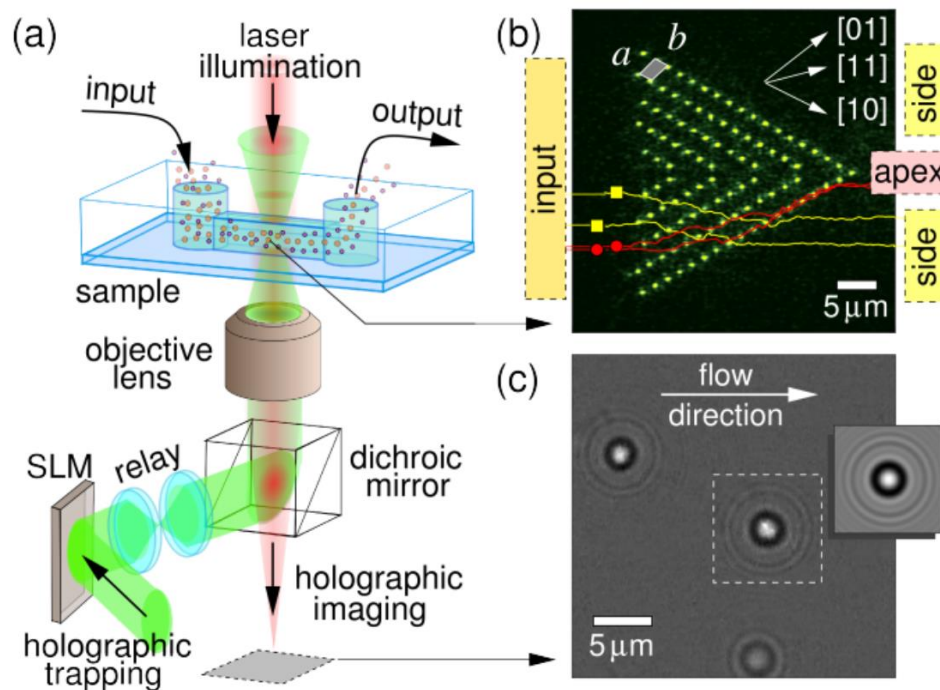 (a)
laser
illumination
input
output
sample
objective
lens
SLM
relay
dichroic
mirror
holographic
imaging
holographic
trapping
(b)
a
b
[01]
[11]
[10]
input
side
apex
side
5 μm
(c)
flow
direction
5 μm